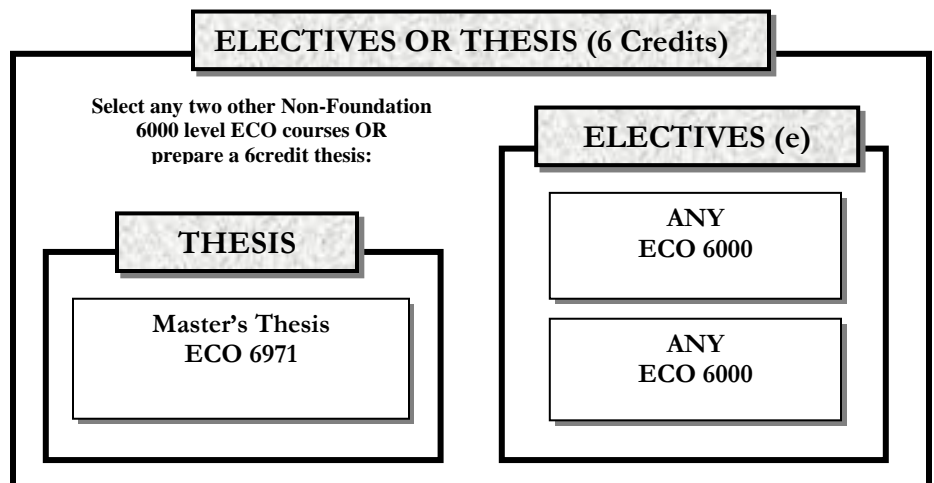 ELECTIVES OR THESIS (6 Credits)
Select any two other Non-Foundation
6000 level ECO courses OR
prepare a 6credit thesis:
THESIS
Master's Thesis
ECO 6971
ELECTIVES (e)
ANY
ECO 6000
ANY
ECO 6000